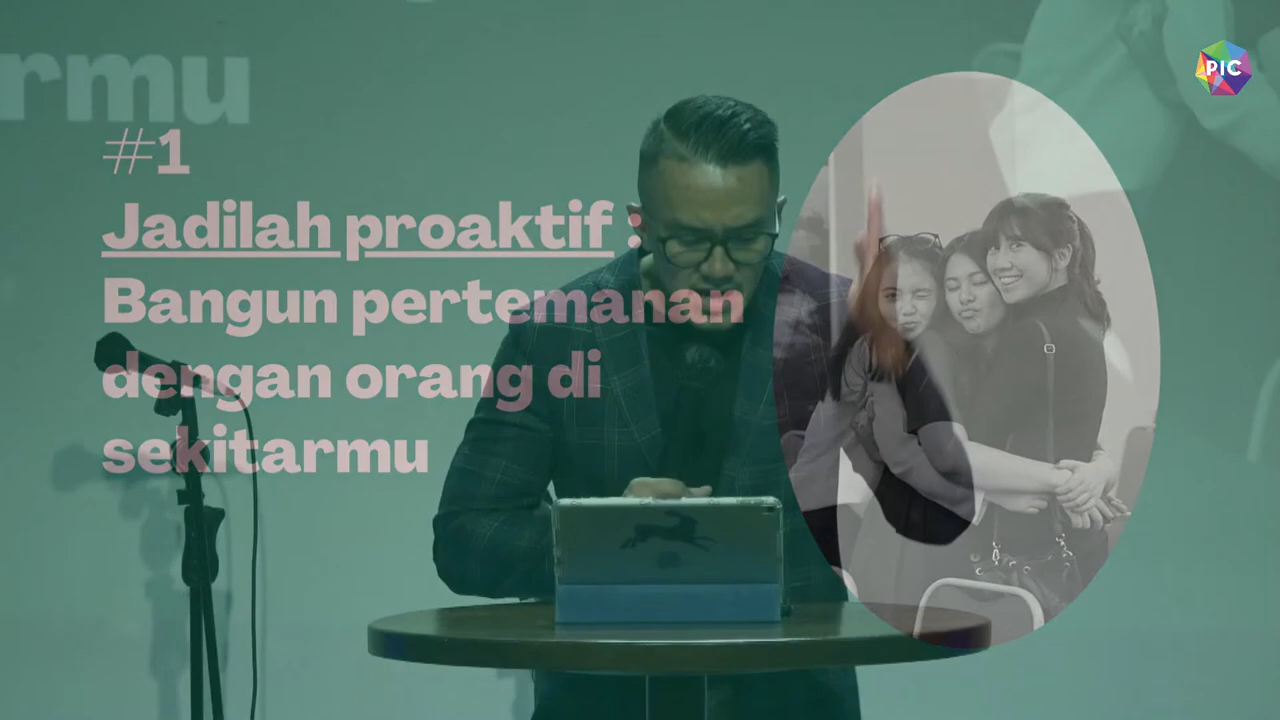 rmu
PIC
#1
Jadilah proaktif :
Bangun pertemanan
dengan orang di
sekitarmu